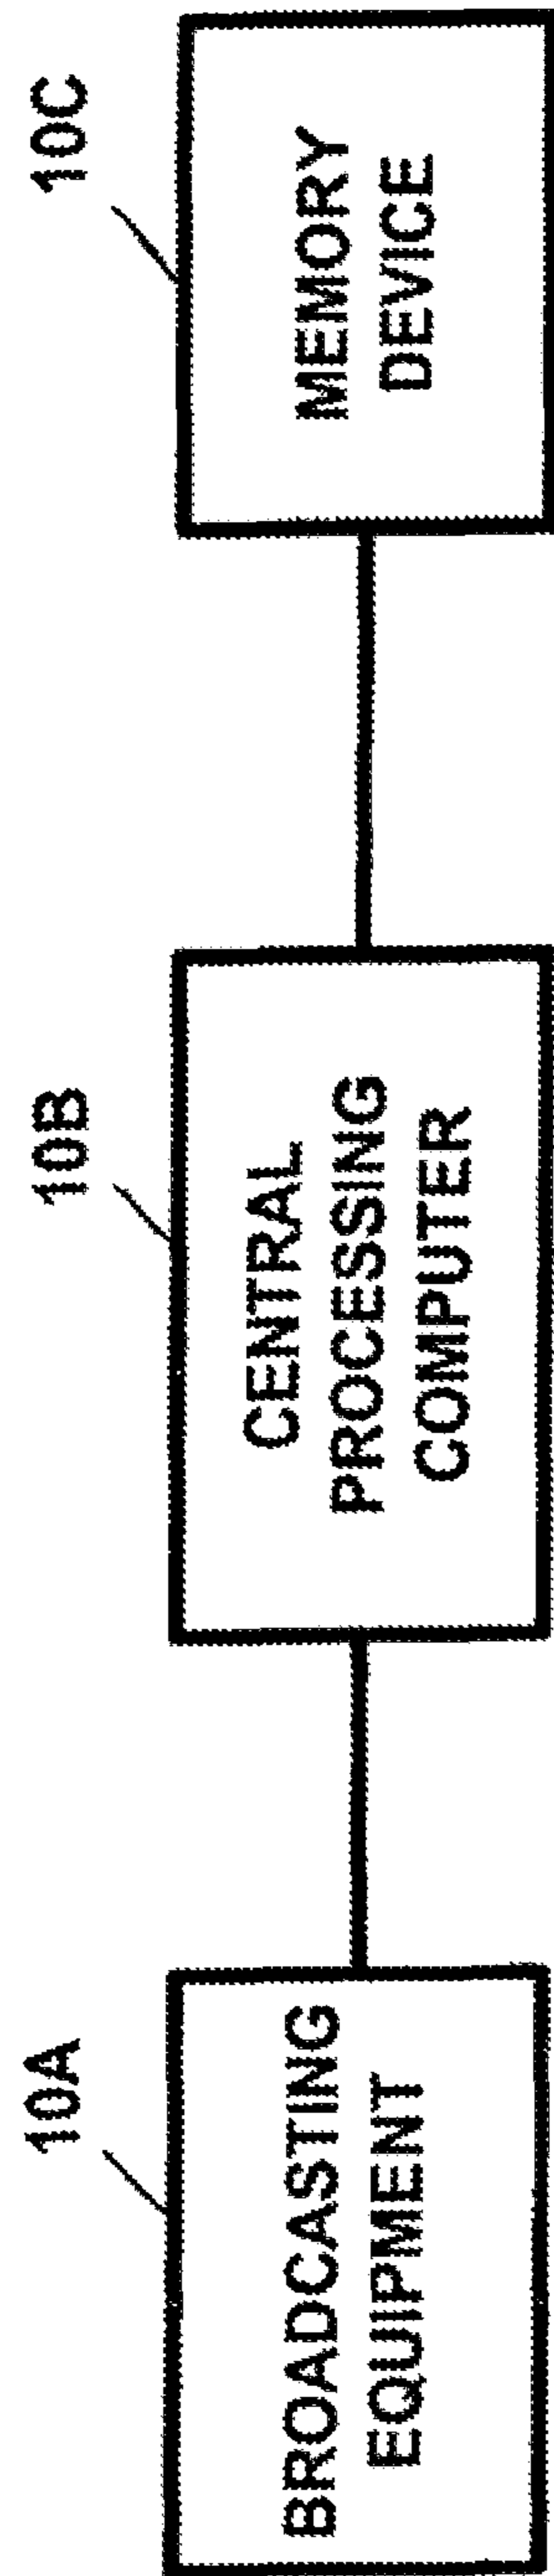 10A
BROADCASTING
EQUIPMENT
10B
CENTRAL
PROCESSING
COMPUTER
10C
MEMORY
DEVICE